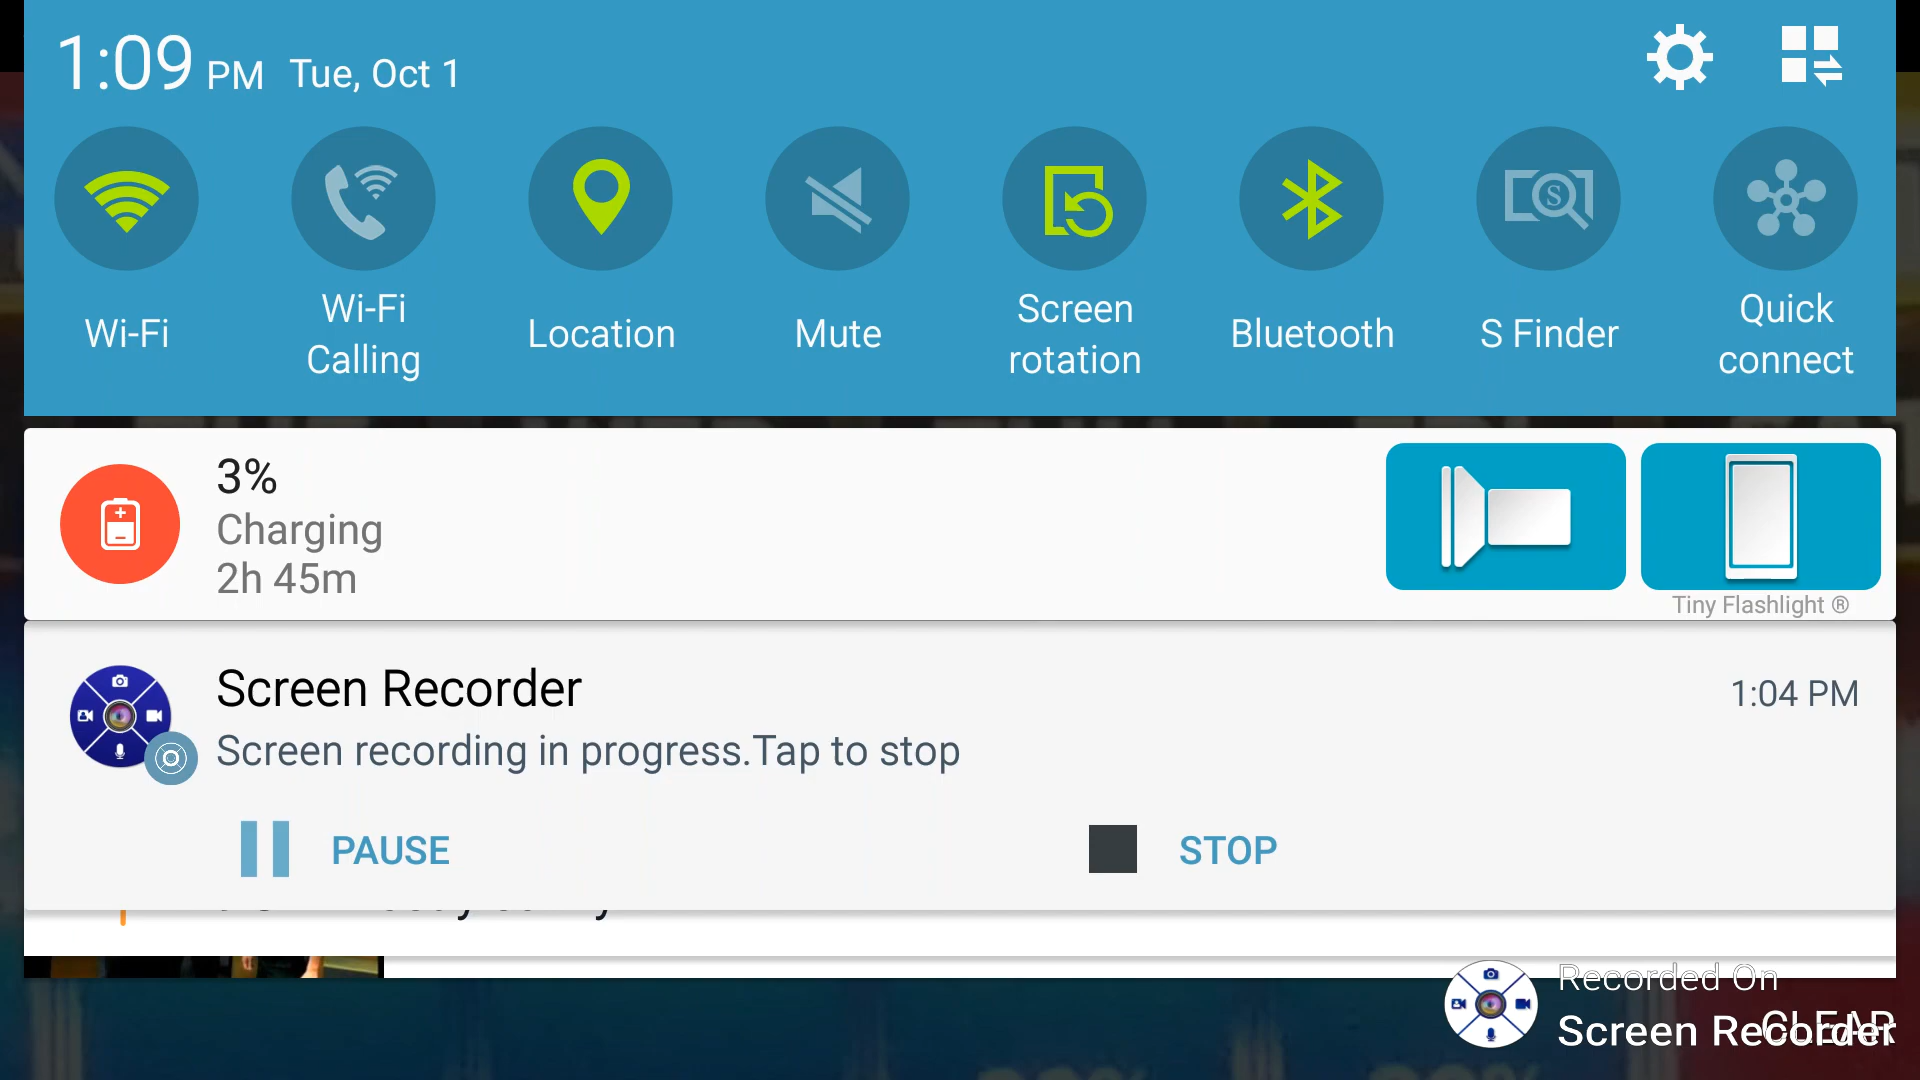 1:09 PM Tue, Oct 1
Wi-Fi
Wi-Fi
Calling
Location
Mute
Screen
rotation
Bluetooth
S Finder
Quick
connect
3%
Charging
2h 45m
Tiny Flashlight ®
Screen Recorder
1:04 PM
Screen recording in progress.Tap to stop
PAUSE
STOP
Recorded On
Screen Recorder
CLEAR